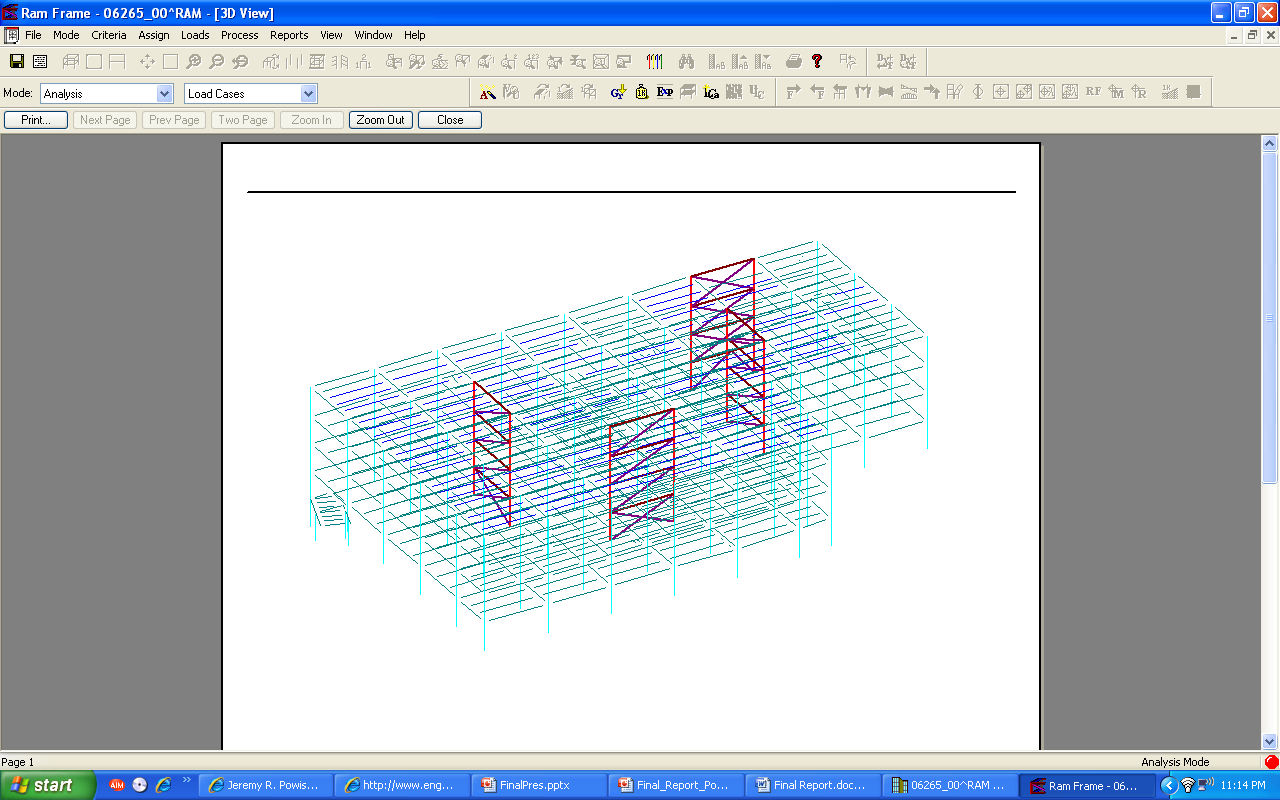 Ram Frame - 06265_00^RAM - [3D View]
File Mode Criteria Assign Loads Process Reports View Window Help
Mode: Analysis Load Cases
Print... Next Page Prev Page Two Page Zoom In Zoom Out Close
Page 1 Analysis Mode
start AIM Jeremy R. Powis... http://www.eng... FinalPres.pptx Final_Report_Po... Final Report.doc... 06265_00^RAM ... Ram Frame - 06... 11:14 PM